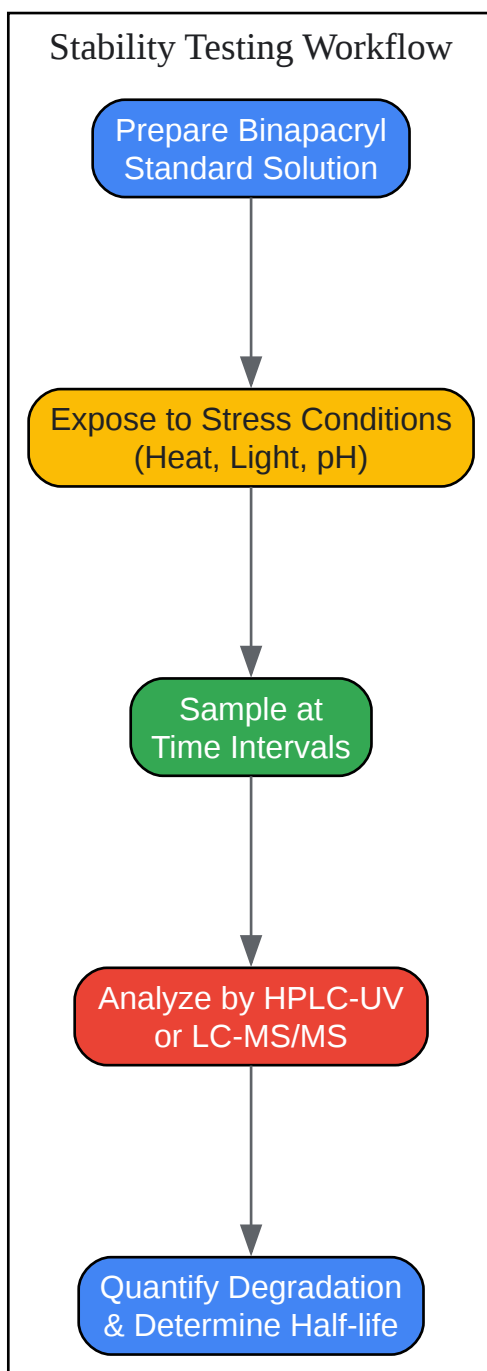 Stability Testing Workflow
Prepare Binapacryl
Standard Solution
Expose to Stress Conditions
(Heat, Light, pH)
Sample at
Time Intervals
Analyze by HPLC-UV
or LC-MS/MS
Quantify Degradation
& Determine Half-life